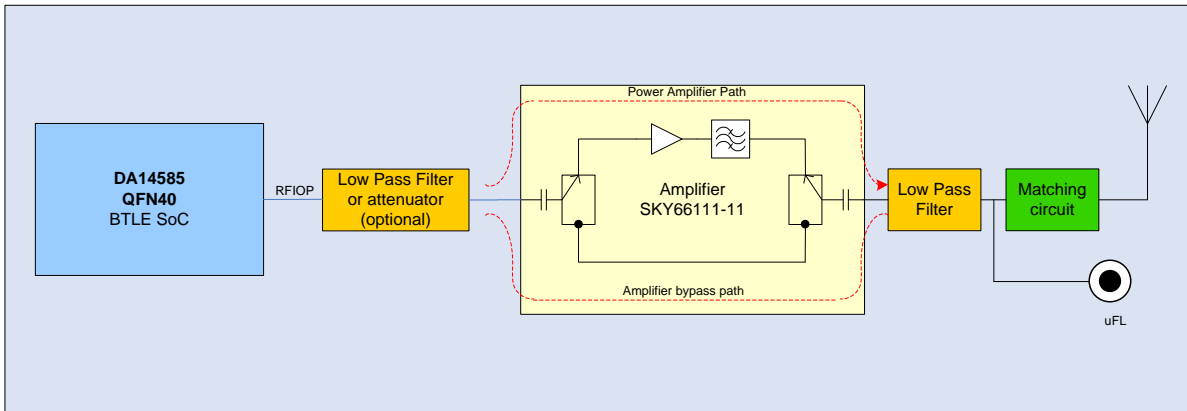 DA14585
QFN40
BTLE SoC
RFIOP
Low Pass Filter
or attenuator
(optional)
Power Amplifier Path
Amplifier
SKY66111-11
Amplifier bypass path
Low Pass
Filter
Matching
circuit
uFL